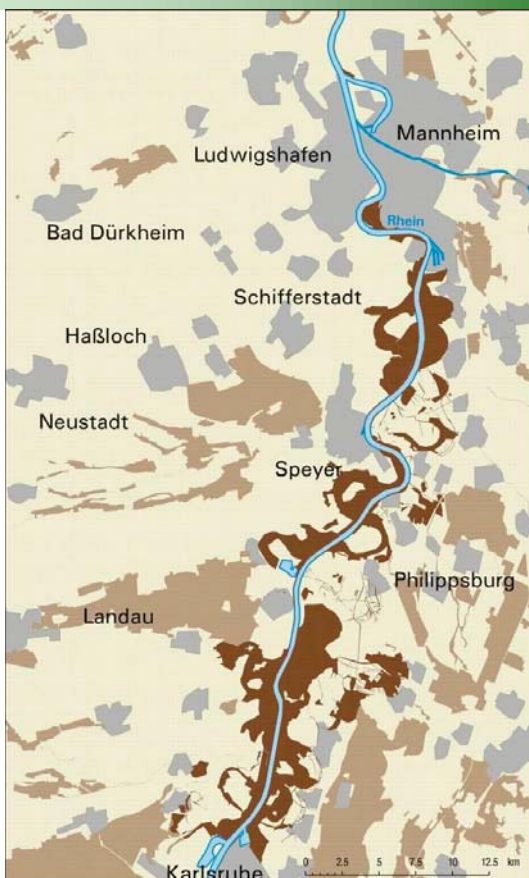 Mannheim
Ludwigshafen
Rhein
Bad Dürkheim
Schifferstadt
Haßloch
Neustadt
Speyer
Philippsburg
Landau
0 2.5 5 7.5 10 12.5 km
Karlsruhe